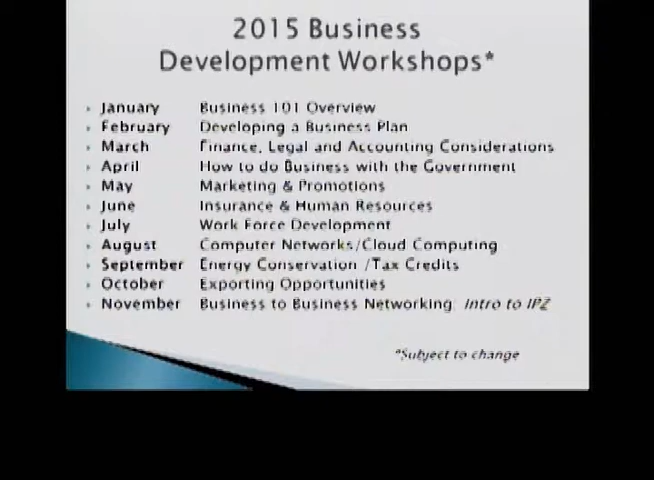 2015 Business
Development Workshops*
January Business 101 Overview
February Developing a Business Plan
March Finance, Legal and Accounting Considerations
April How to do Business with the Government
May Marketing & Promotions
June Insurance & Human Resources
July Work Force Development
August Computer Networks/Cloud Computing
September Energy Conservation /Tax Credits
October Exporting Opportunities
November Business to Business Networking Intro to IPZ
*Subject to change